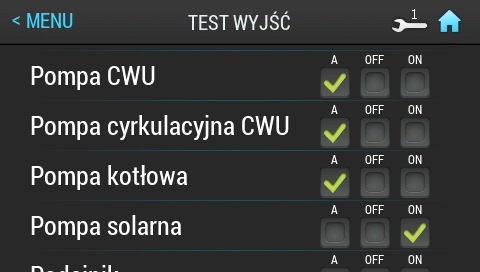 < MENU TEST WYJŚĆ 1
A OFF ON
Pompa CWU
A OFF ON
Pompa cyrkulacyjna CWU
A OFF ON
Pompa kotłowa
A OFF ON
Pompa solarna
A OFF ON